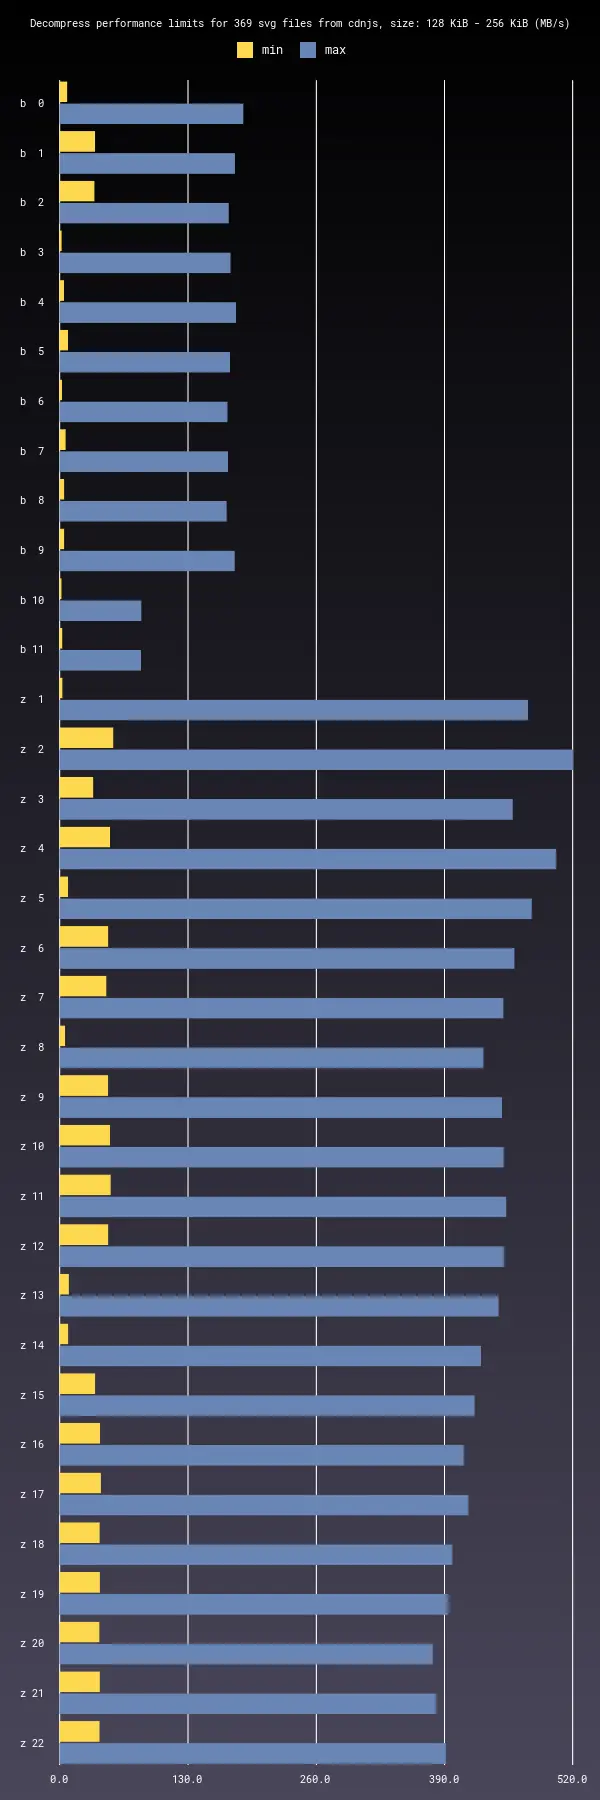 Decompress performance limits for 369 svg files from cdnjs, size: 128 KiB - 256 KiB (MB/s)
min max
b 0
b 1
b 2
b 3
b 4
b 5
b 6
b 7
b 8
b 9
b 10
b 11
z 1
z 2
z 3
z 4
z 5
z 6
z 7
z 8
z 9
z 10
z 11
z 12
z 13
z 14
z 15
z 16
z 17
z 18
z 19
z 20
z 21
z 22
0.0 130.0 260.0 390.0 520.0